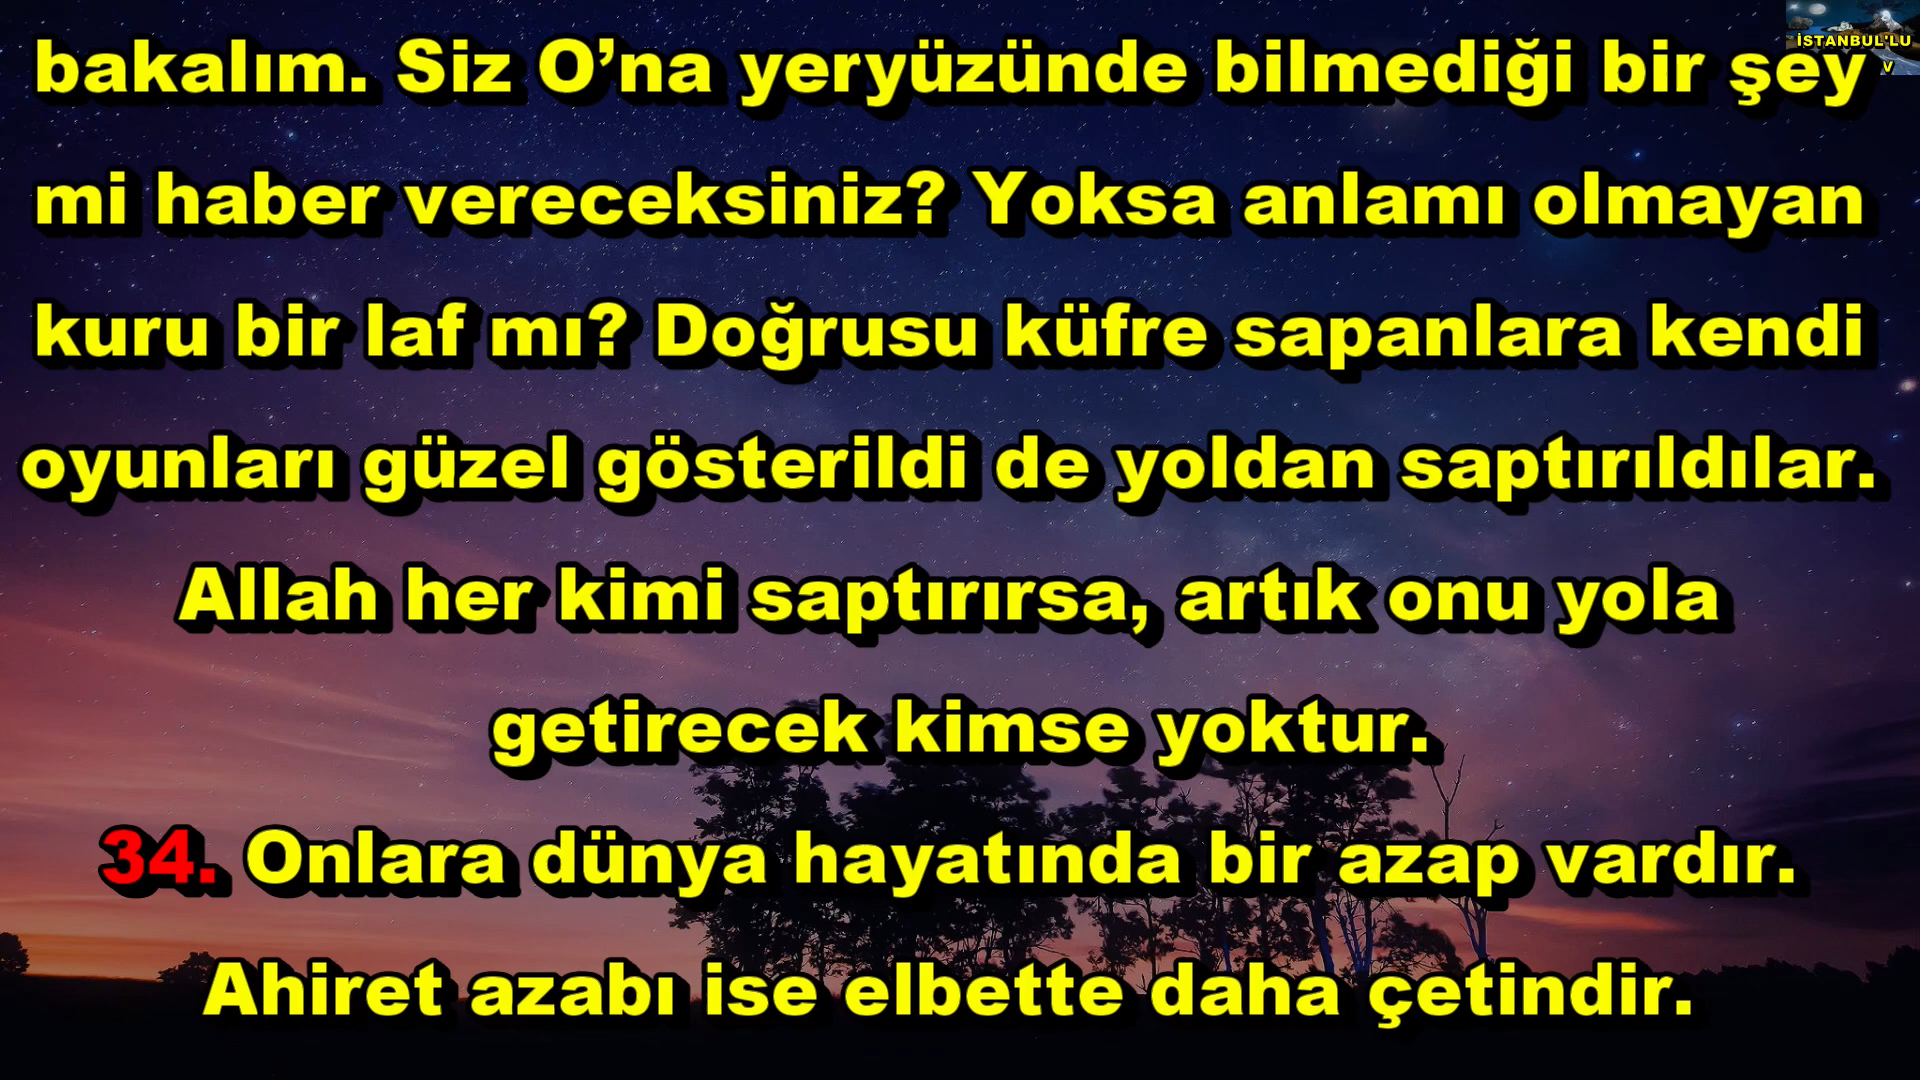 İSTANBUL'LU
V
bakalım. Siz O’na yeryüzünde bilmediği bir şey
mi haber vereceksiniz? Yoksa anlamı olmayan
kuru bir laf mı? Doğrusu küfre sapanlara kendi
oyunları güzel gösterildi de yoldan saptırıldılar.
Allah her kimi saptırırsa, artık onu yola
getirecek kimse yoktur.
34. Onlara dünya hayatında bir azap vardır.
Ahiret azabı ise elbette daha çetindir.